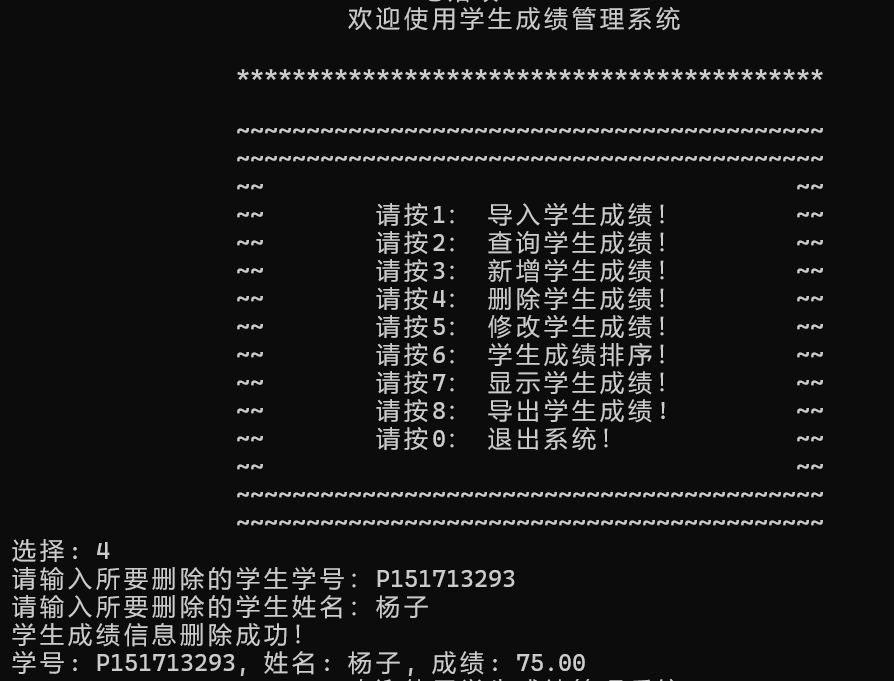 欢迎使用学生成绩管理系统
******************************************
~~~~~~~~~~~~~~~~~~~~~~~~~~~~~~~~~~~~~~~~~~
~~~~~~~~~~~~~~~~~~~~~~~~~~~~~~~~~~~~~~~~~~
~~ ~~
~~ 请按1: 导入学生成绩! ~~
~~ 请按2: 查询学生成绩! ~~
~~ 请按3: 新增学生成绩! ~~
~~ 请按4: 删除学生成绩! ~~
~~ 请按5: 修改学生成绩! ~~
~~ 请按6: 学生成绩排序! ~~
~~ 请按7: 显示学生成绩! ~~
~~ 请按8: 导出学生成绩! ~~
~~ 请按0: 退出系统! ~~
~~ ~~
~~~~~~~~~~~~~~~~~~~~~~~~~~~~~~~~~~~~~~~~~~
~~~~~~~~~~~~~~~~~~~~~~~~~~~~~~~~~~~~~~~~~~
选择: 4
请输入所要删除的学生学号: P151713293
请输入所要删除的学生姓名: 杨子
学生成绩信息删除成功!
学号: P151713293, 姓名: 杨子, 成绩: 75.00